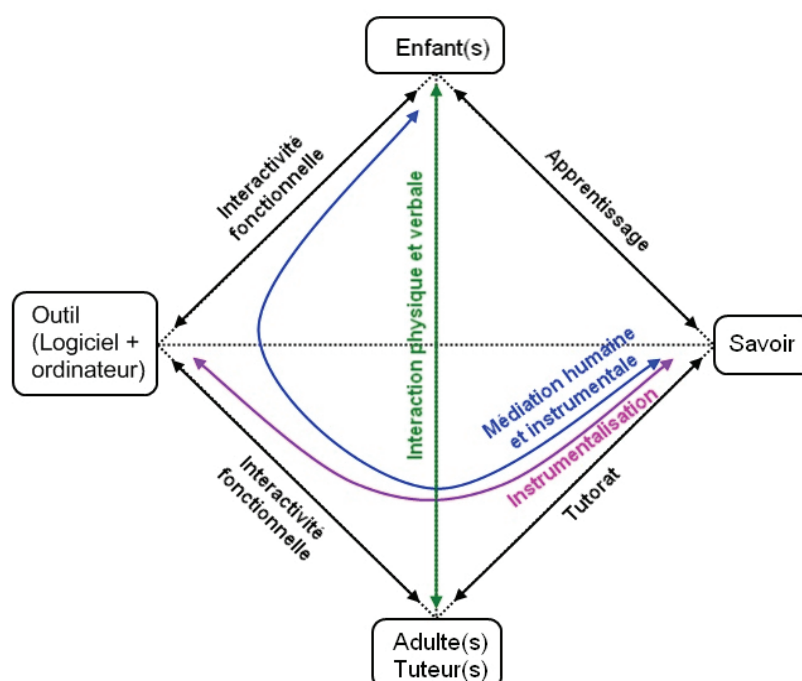 Enfant(s)
Interactivité
fonctionnelle
Apprentissage
Interaction physique et verbale
Outil
(Logiciel +
ordinateur)
Savoir
Médiation humaine
et instrumentale
Instrumentalisation
Tutorat
Interactivité
fonctionnelle
Adulte(s)
Tuteur(s)